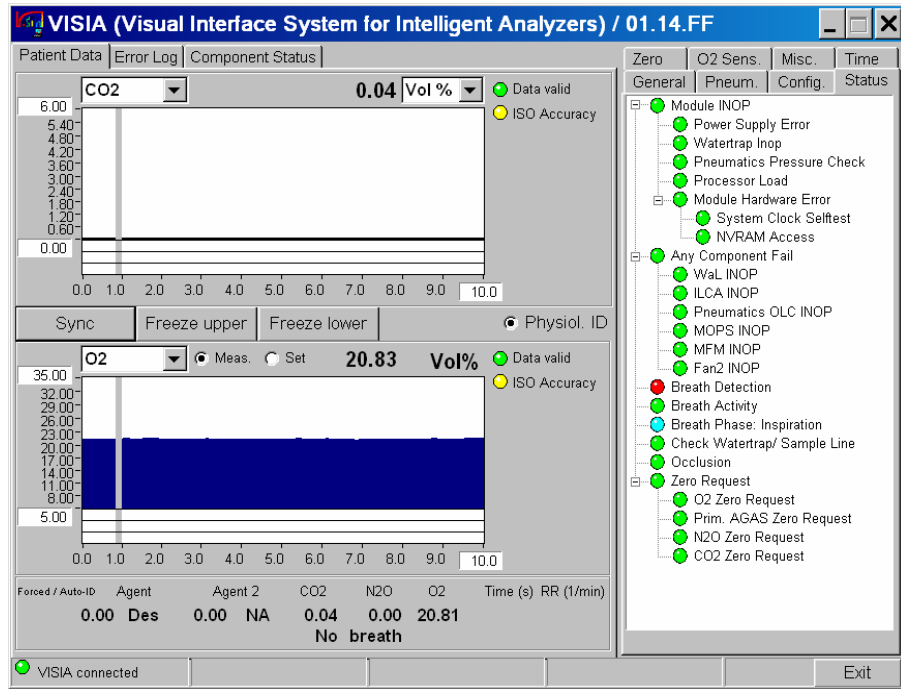 VISIA (Visual Interface System for Intelligent Analyzers) / 01.14.FF
Patient Data Error Log Component Status
CO2 0.04 Vol % Data valid
ISO Accuracy
6.00
5.40
4.80
4.20
3.60
3.00
2.40
1.80
1.20
0.60
0.00
0.0 1.0 2.0 3.0 4.0 5.0 6.0 7.0 8.0 9.0 10.0
Sync Freeze upper Freeze lower Physiol. ID
O2 Meas. Set 20.83 Vol% Data valid
ISO Accuracy
35.00
32.00
29.00
26.00
23.00
20.00
17.00
14.00
11.00
8.00
5.00
0.0 1.0 2.0 3.0 4.0 5.0 6.0 7.0 8.0 9.0 10.0
Forced / Auto-ID Agent Agent 2 CO2 N2O O2 Time (s) RR (1/min)
0.00 Des 0.00 NA 0.04 0.00 20.81
No breath
Zero O2 Sens. Misc. Time
General Pneum. Config. Status
Module INOP
Power Supply Error
Watertrap Inop
Pneumatics Pressure Check
Processor Load
Module Hardware Error
System Clock Selftest
NVRAM Access
Any Component Fail
WaL INOP
ILCA INOP
Pneumatics OLC INOP
MOPS INOP
MFM INOP
Fan2 INOP
Breath Detection
Breath Activity
Breath Phase: Inspiration
Check Watertrap/ Sample Line
Occlusion
Zero Request
O2 Zero Request
Prim. AGAS Zero Request
N2O Zero Request
CO2 Zero Request
VISIA connected Exit